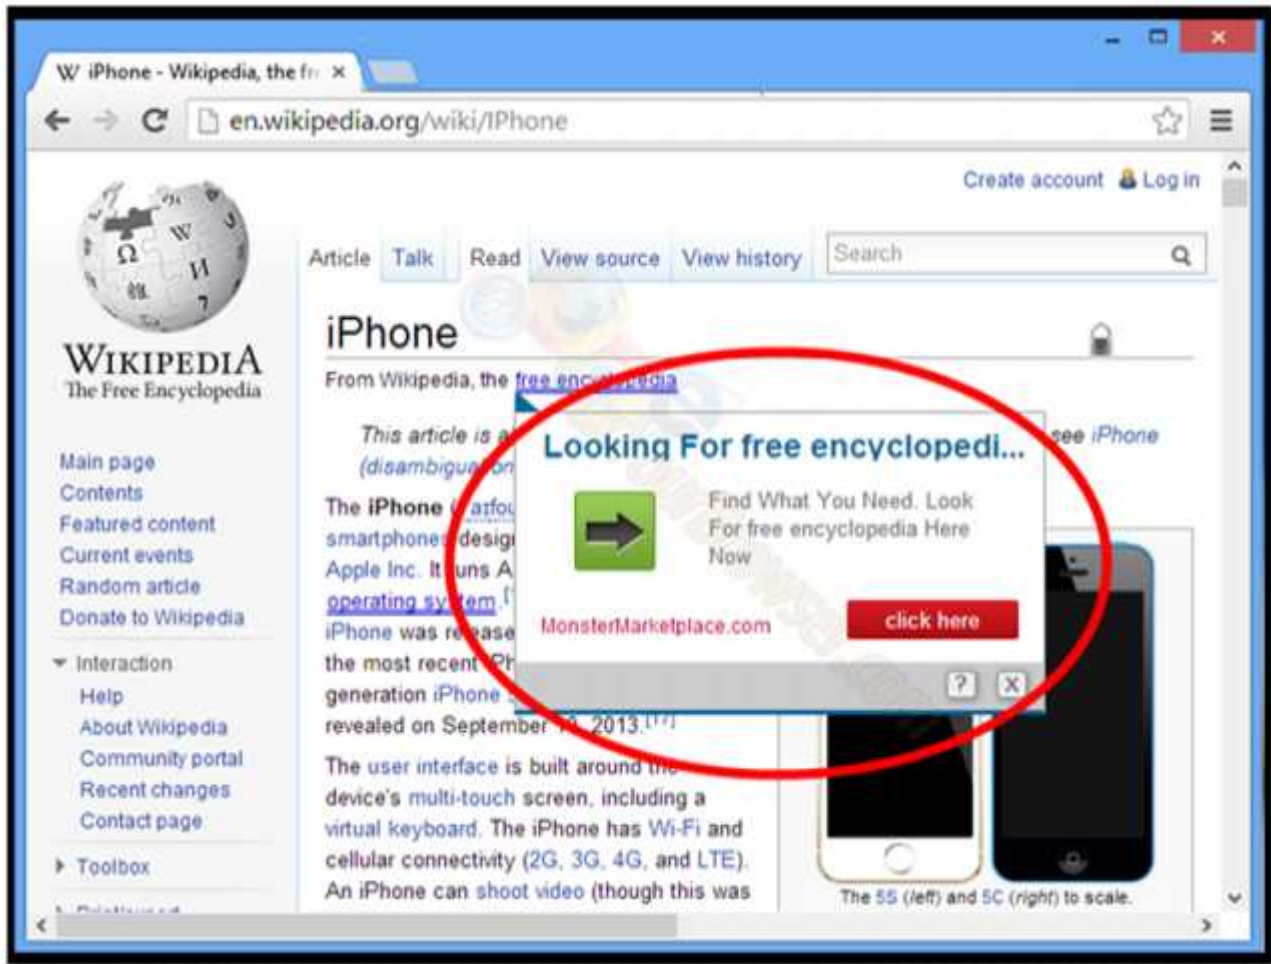 W iPhone - Wikipedia, the fr
en.wikipedia.org/wiki/IPhone
Create account Log in
Article Talk Read View source View history Search
WIKIPEDIA
The Free Encyclopedia
iPhone
From Wikipedia, the free encyclopedia
This article is a see iPhone
(disambiguation
Main page
Contents
Featured content
Current events
Random article
Donate to Wikipedia
Interaction
Help
About Wikipedia
Community portal
Recent changes
Contact page
Toolbox
Looking For free encyclopedi...
Find What You Need. Look
For free encyclopedia Here
Now
MonsterMarketplace.com click here
? X
The iPhone
smartphones desig
Apple Inc. It runs A
operating system.
iPhone was release
the most recent
generation iPhone
revealed on September 2013.[17]
The user interface is built around the
device's multi-touch screen, including a
virtual keyboard. The iPhone has Wi-Fi and
cellular connectivity (2G, 3G, 4G, and LTE).
An iPhone can shoot video (though this was
The 5S (left) and 5C (right) to scale.